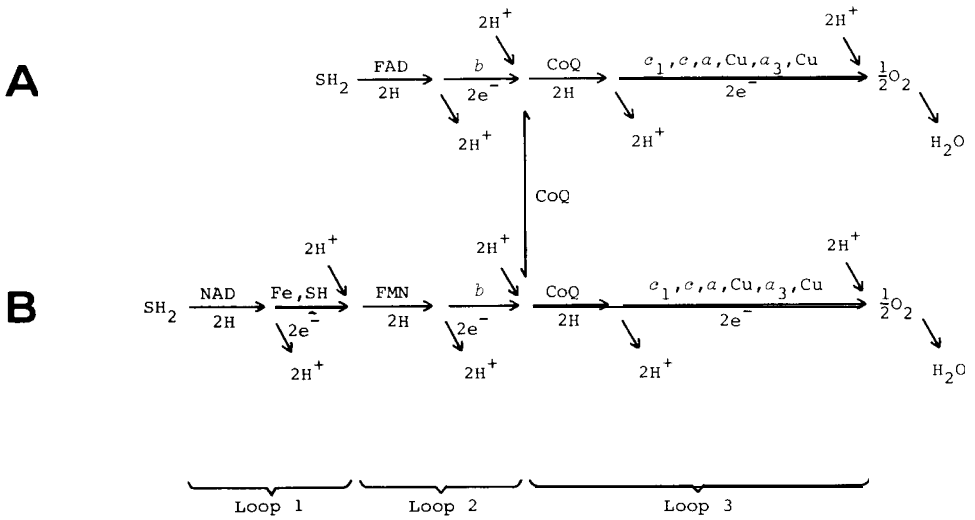 A
2H+ 2H+
FAD b CoQ c1,c,a,Cu,a3,Cu
SH2 ½O2
2H 2e− 2H 2e−
2H+ 2H+ H2O
CoQ
2H+ 2H+ 2H+
B
NAD Fe,SH FMN b CoQ c1,c,a,Cu,a3,Cu
SH2 ½O2
2H 2e− 2H 2e− 2H 2e−
2H+ 2H+ 2H+ H2O
Loop 1 Loop 2 Loop 3